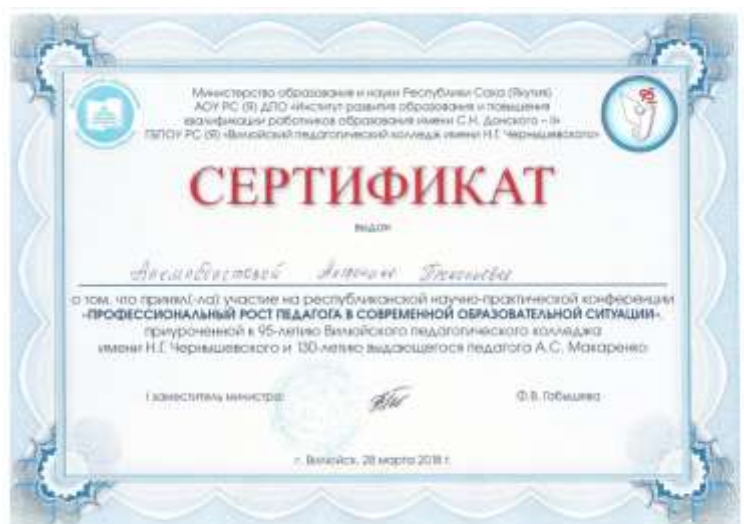 Министерство образования и науки Республики Саха (Якутия)
АОУ РС (Я) ДПО «Институт развития образования и повышения
квалификации работников образования имени С.Н. Донского – II»
ГБПОУ РС (Я) «Вилюйский педагогический колледж имени Н.Г. Чернышевского»
95
СЕРТИФИКАТ
выдан
о том, что принял(-ла) участие на республиканской научно-практической конференции
«ПРОФЕССИОНАЛЬНЫЙ РОСТ ПЕДАГОГА В СОВРЕМЕННОЙ ОБРАЗОВАТЕЛЬНОЙ СИТУАЦИИ»,
приуроченной к 95-летию Вилюйского педагогического колледжа
имени Н.Г. Чернышевского и 130-летию выдающегося педагога А.С. Макаренко
I заместитель министра
Ф.В. Габышева
г. Вилюйск, 28 марта 2018 г.